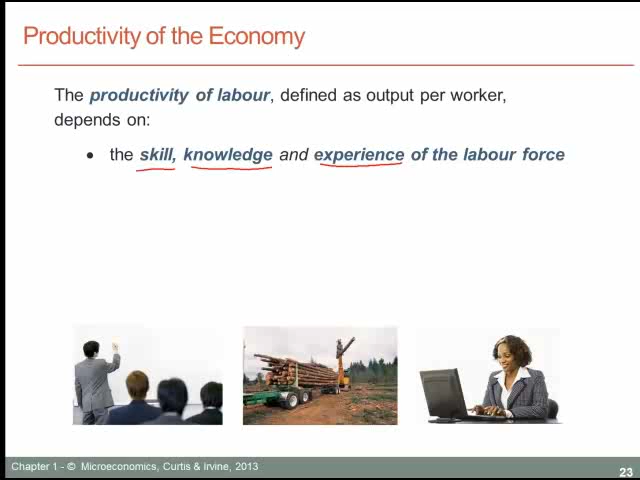 Productivity of the Economy
The productivity of labour, defined as output per worker,
depends on:
• the skill, knowledge and experience of the labour force
Chapter 1 - © Microeconomics, Curtis & Irvine, 2013
23